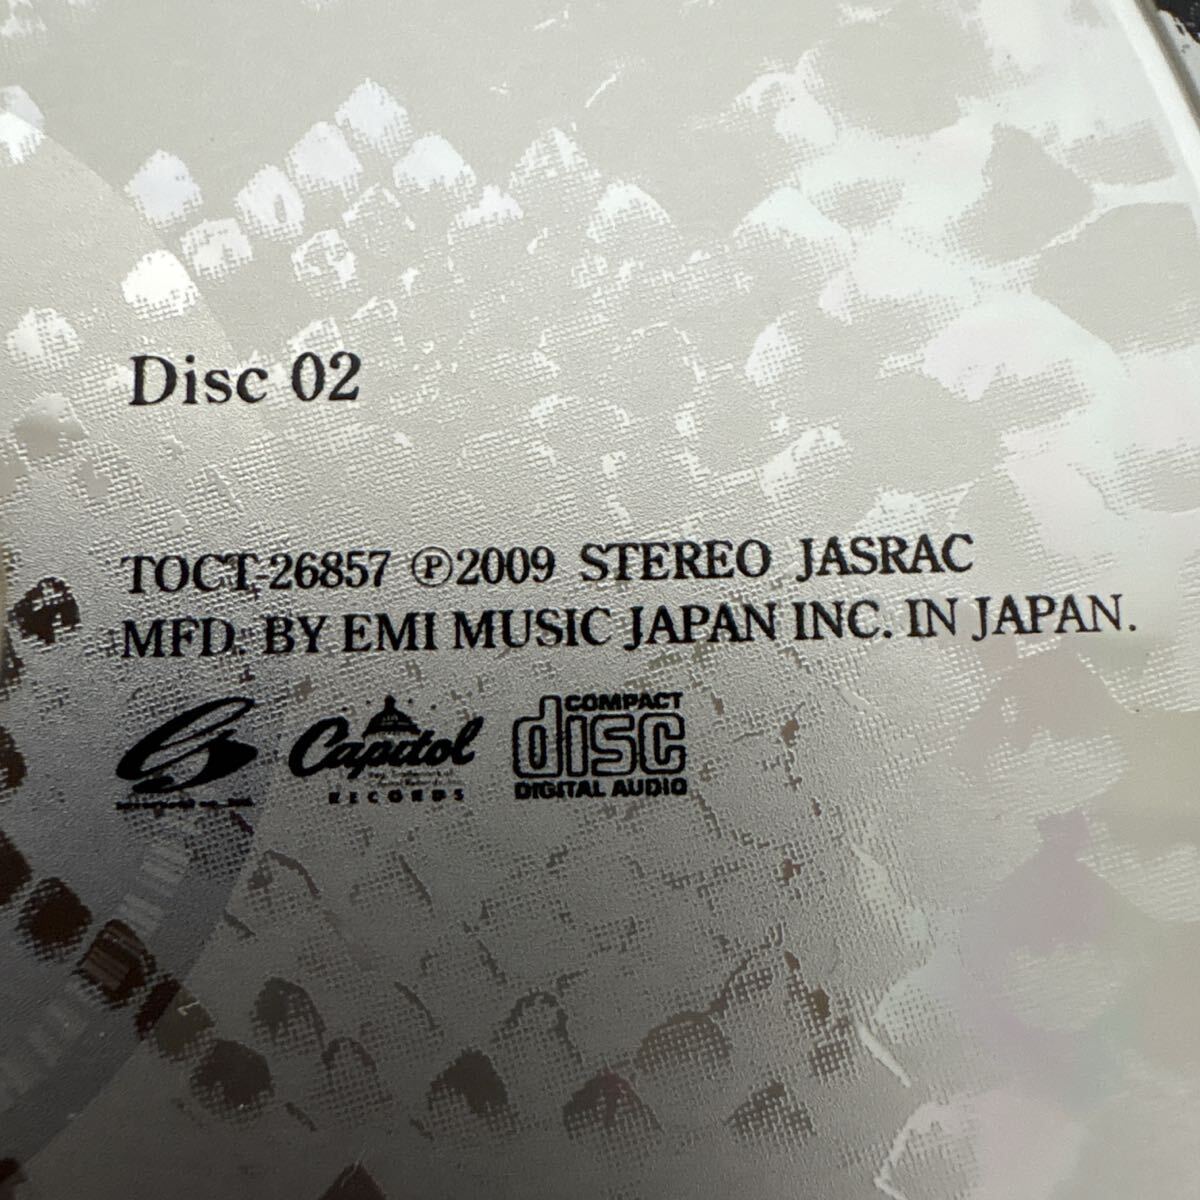 Disc 02
TOCT-26857 ℗2009 STEREO JASRAC
MFD. BY EMI MUSIC JAPAN INC. IN JAPAN.
Capitol
RECORDS
COMPACT
disc
DIGITAL AUDIO